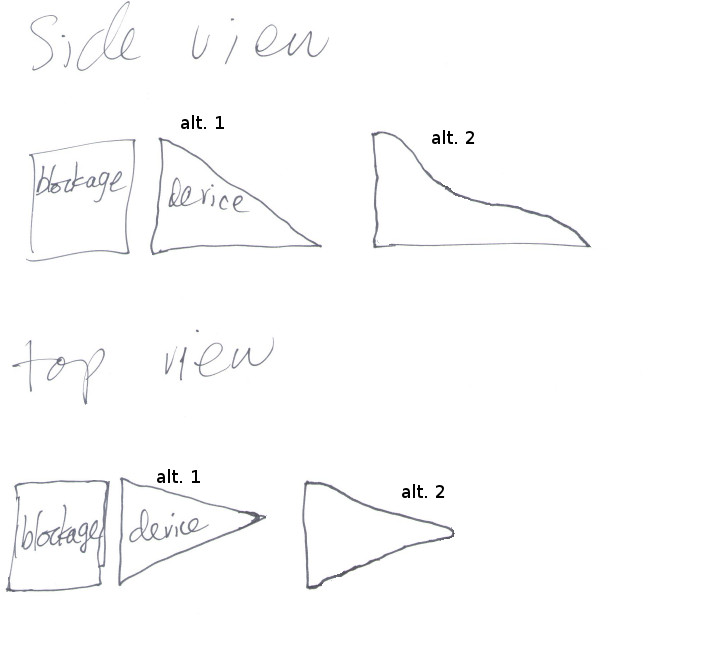 Side view
alt. 1
alt. 2
blockage
device
top view
alt. 1
alt. 2
blockage
device